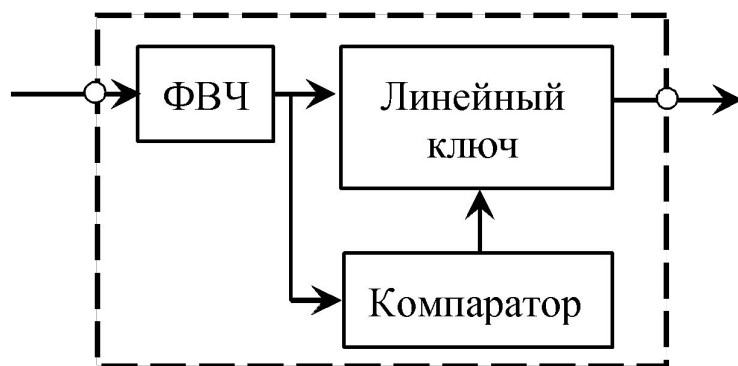 ФВЧ
Линейный
ключ
Компаратор